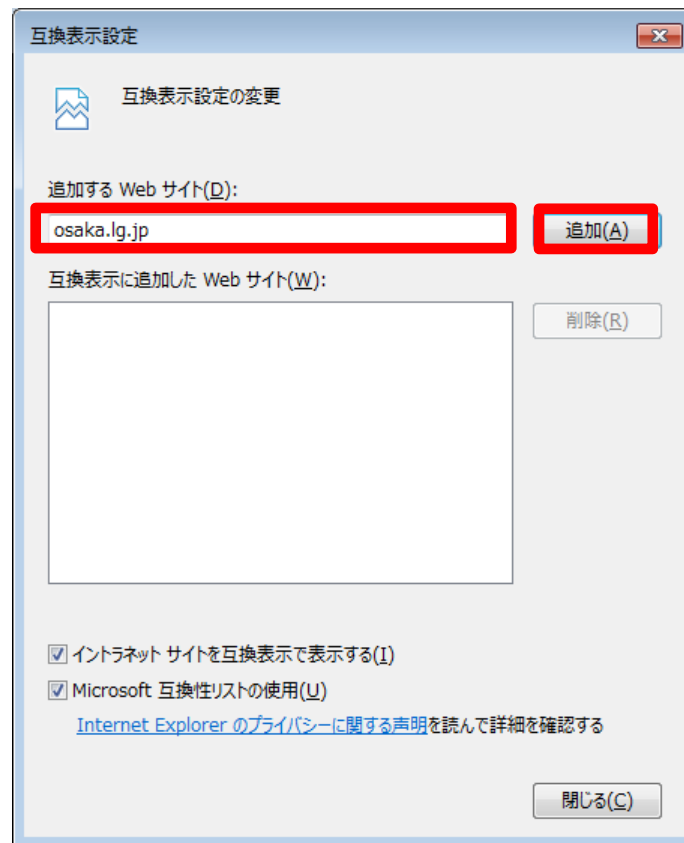 互換表示設定
互換表示設定の変更
追加する Web サイト(D):
osaka.lg.jp
追加(A)
互換表示に追加した Web サイト(W):
削除(R)
イントラネット サイトを互換表示で表示する(I)
Microsoft 互換性リストの使用(U)
Internet Explorer のプライバシーに関する声明を読んで詳細を確認する
閉じる(C)